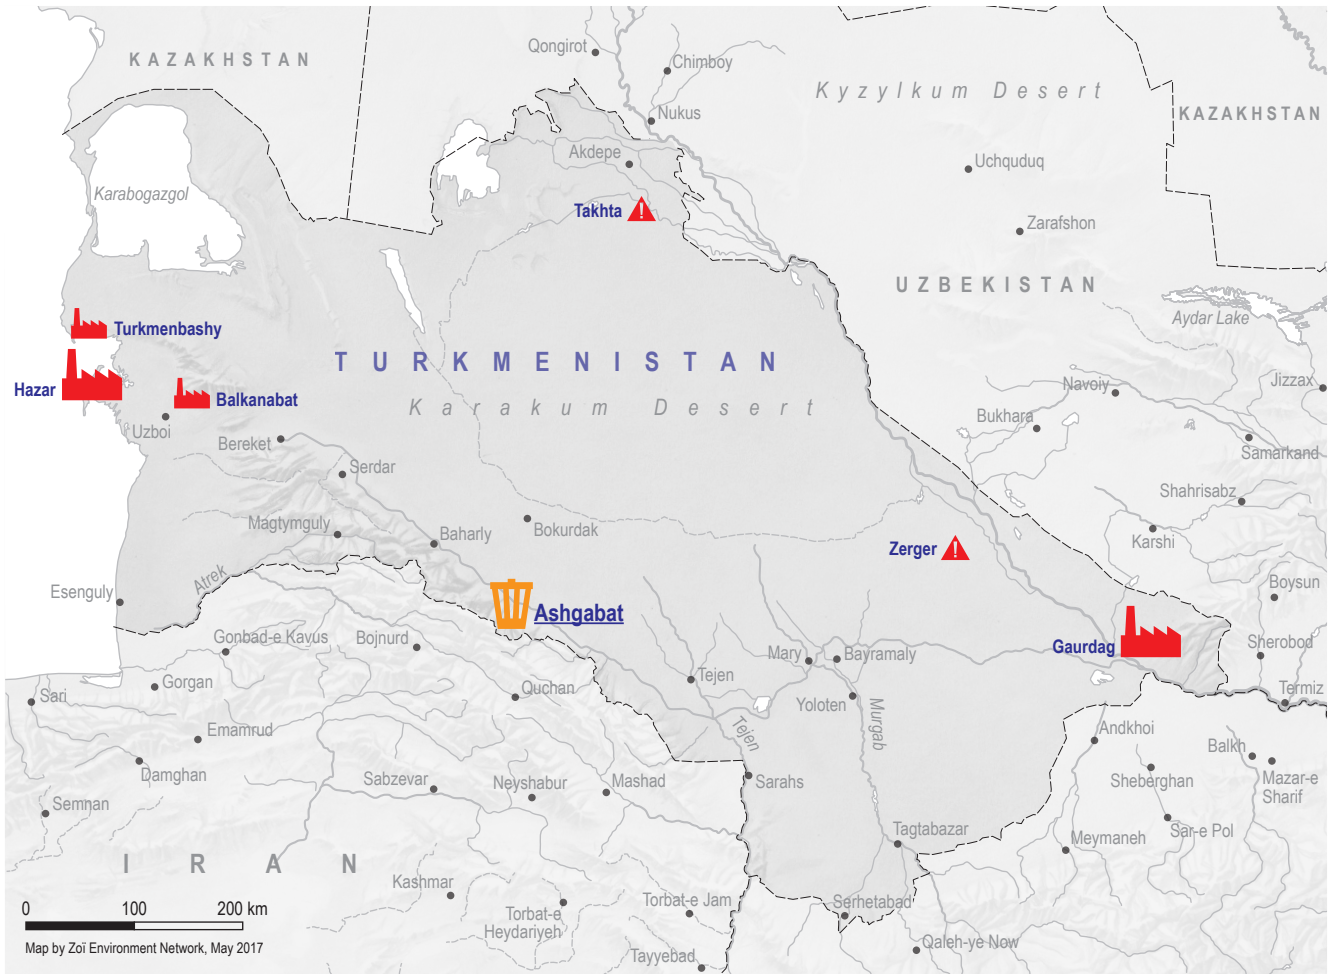 Qongirot
KAZAKHSTAN
Chimboy
Kyzylkum Desert
Nukus
KAZAKHSTAN
Akdepe
Uchquduq
Karabogazgol
Takhta
Zarafshon
UZBEKISTAN
Aydar Lake
Turkmenbashy
TURKMENISTAN
Hazar
Balkanabat
Navoiy
Jizzax
Karakum Desert
Bukhara
Uzboi
Bereket
Samarkand
Serdar
Shahrisabz
Magtymguly
Baharly
Bokurdak
Karshi
Zerger
Atrek
Boysun
Esenguly
Ashgabat
Gonbad-e Kavus
Bojnurd
Gaurdag
Sherobod
Mary
Bayramaly
Tejen
Gorgan
Quchan
Termiz
Sari
Yoloten
Murgab
Emamrud
Tejen
Andkhoi
Balkh
Damghan
Sabzevar
Neyshabur
Mashad
Sarahs
Sheberghan
Mazar-e
Sharif
Semnan
Tagtabazar
Sar-e Pol
Meymaneh
IRAN
Kashmar
Torbat-e Jam
Serhetabad
0 100 200 km
Torbat-e
Heydariyeh
Qaleh-ye Now
Map by Zoï Environment Network, May 2017
Tayyebad